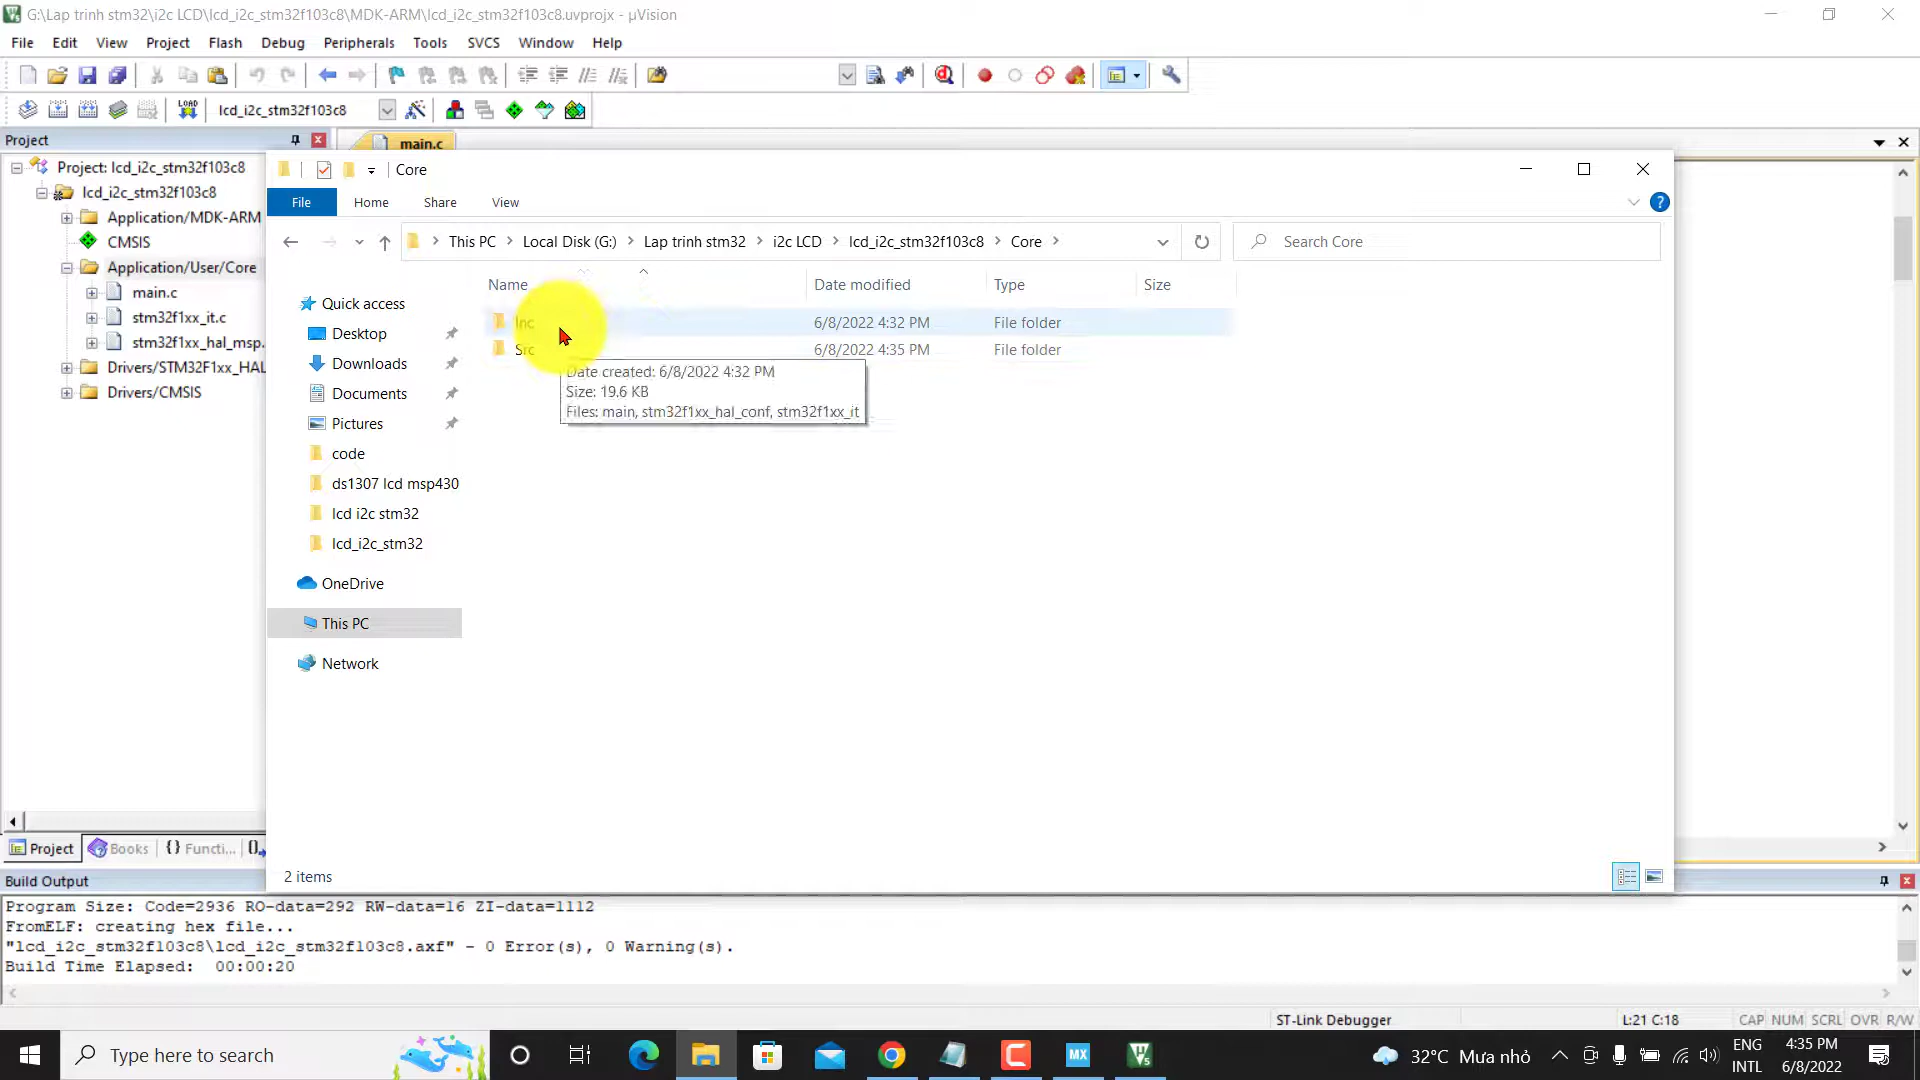 G:\Lap trinh stm32\i2c LCD\lcd_i2c_stm32f103c8\MDK-ARM\lcd_i2c_stm32f103c8.uvprojx - µVision
File Edit View Project Flash Debug Peripherals Tools SVCS Window Help
LOAD lcd_i2c_stm32f103c8
Project
main.c
Project: lcd_i2c_stm32f103c8
lcd_i2c_stm32f103c8
Application/MDK-ARM
CMSIS
Application/User/Core
main.c
stm32f1xx_it.c
stm32f1xx_hal_msp.
Drivers/STM32F1xx_HAL
Drivers/CMSIS
Core
File Home Share View
This PC Local Disk (G:) Lap trinh stm32 i2c LCD lcd_i2c_stm32f103c8 Core
Search Core
Name Date modified Type Size
Inc 6/8/2022 4:32 PM File folder
Src 6/8/2022 4:35 PM File folder
Date created: 6/8/2022 4:32 PM
Size: 19.6 KB
Files: main, stm32f1xx_hal_conf, stm32f1xx_it
Quick access
Desktop
Downloads
Documents
Pictures
code
ds1307 lcd msp430
lcd i2c stm32
lcd_i2c_stm32
OneDrive
This PC
Network
2 items
Project Books {} Functi... 0
Build Output
Program Size: Code=2936 RO-data=292 RW-data=16 ZI-data=1112
FromELF: creating hex file...
"lcd_i2c_stm32f103c8\lcd_i2c_stm32f103c8.axf" - 0 Error(s), 0 Warning(s).
Build Time Elapsed: 00:00:20
ST-Link Debugger L:21 C:18 CAP NUM SCRL OVR R/W
Type here to search
MX
32°C Mưa nhỏ
ENG
INTL
4:35 PM
6/8/2022